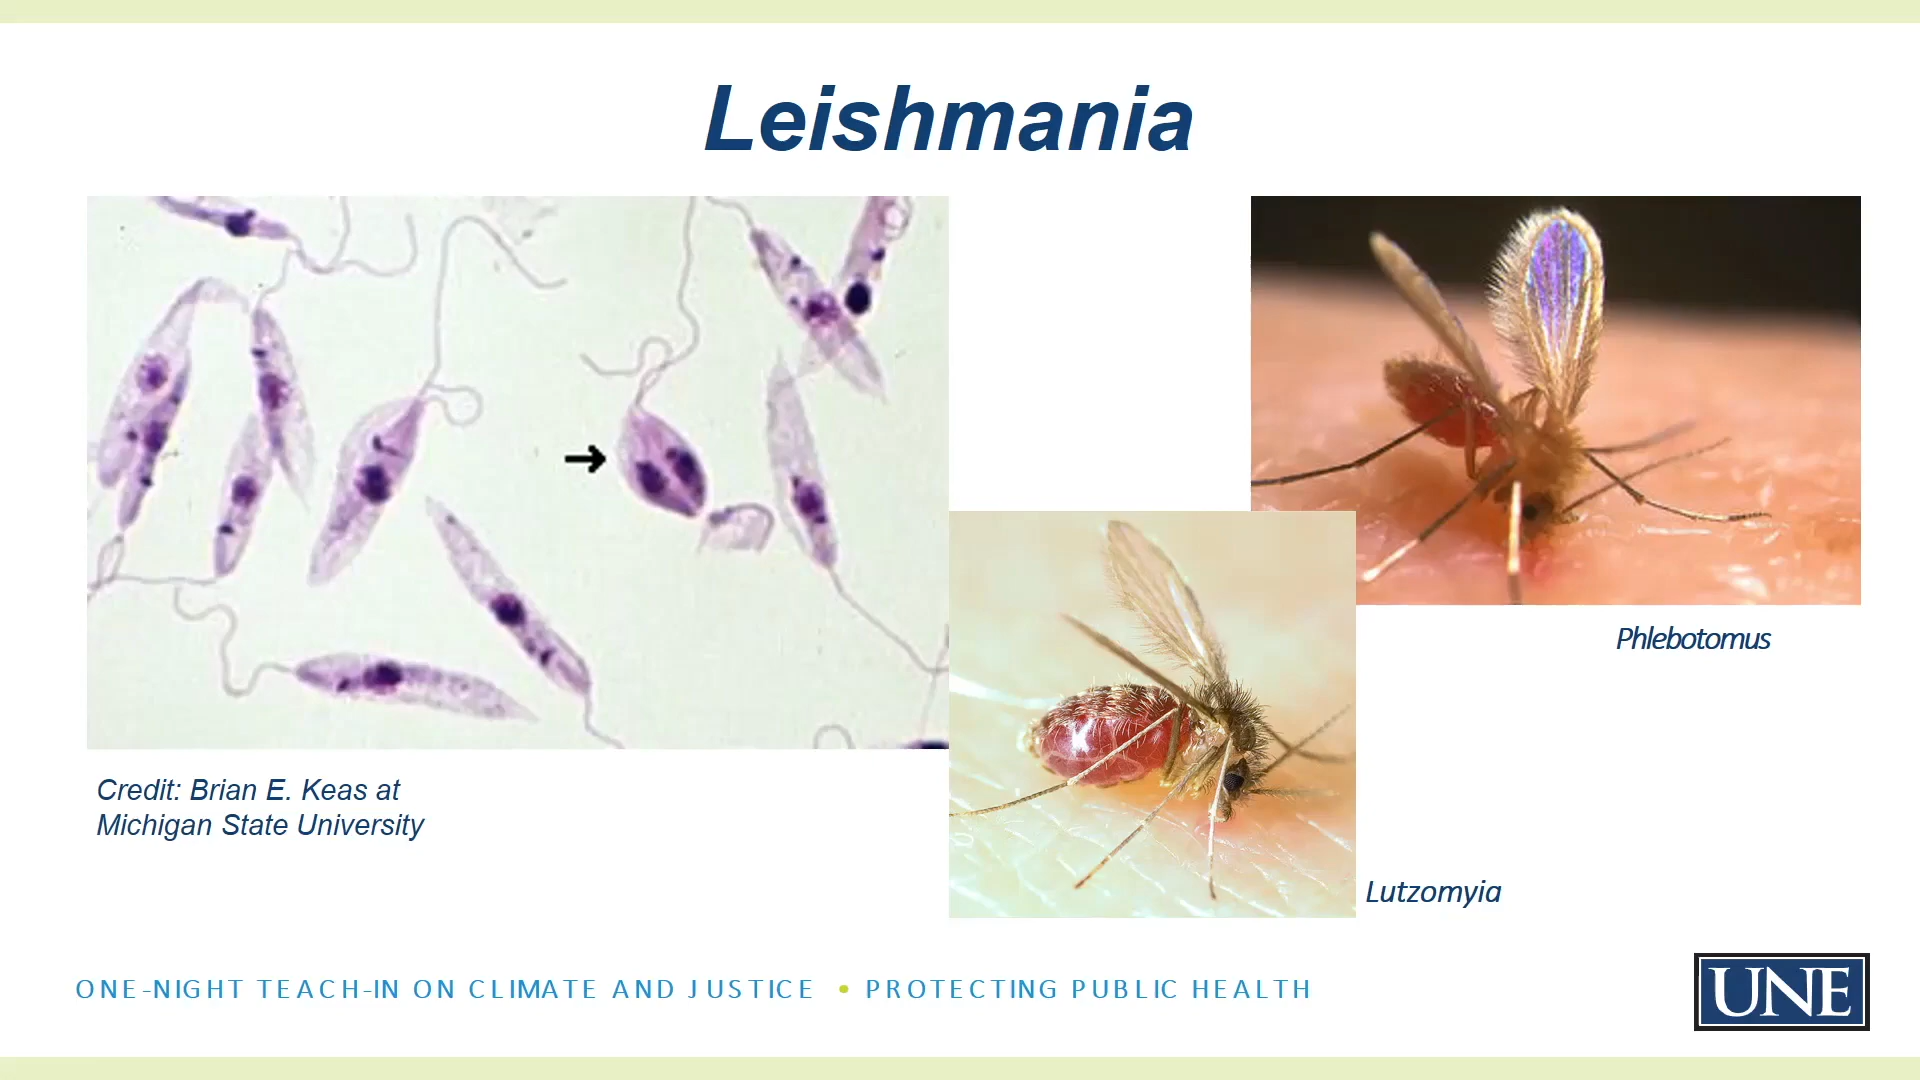 Leishmania
Credit: Brian E. Keas at
Michigan State University
Phlebotomus
Lutzomyia
ONE-NIGHT TEACH-IN ON CLIMATE AND JUSTICE • PROTECTING PUBLIC HEALTH
UNE